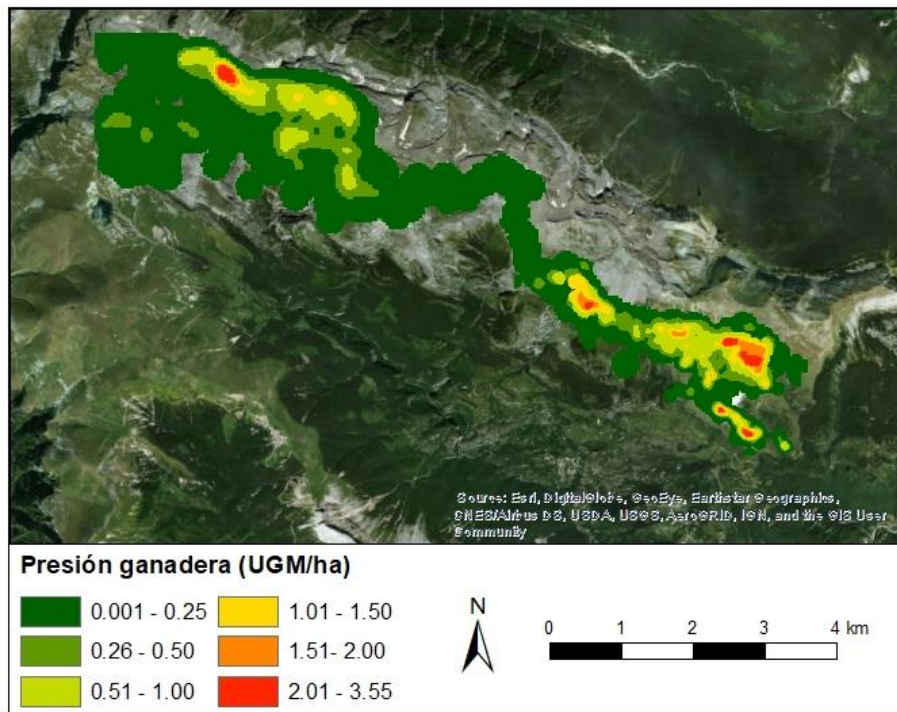 Source: Esri, DigitalGlobe, GeoEye, Earthstar Geographics,
CNES/Airbus DS, USDA, USGS, AeroGRID, IGN, and the GIS User
Community
Presión ganadera (UGM/ha)
0.001 - 0.25
0.26 - 0.50
0.51 - 1.00
1.01 - 1.50
1.51- 2.00
2.01 - 3.55
N
0 1 2 3 4 km